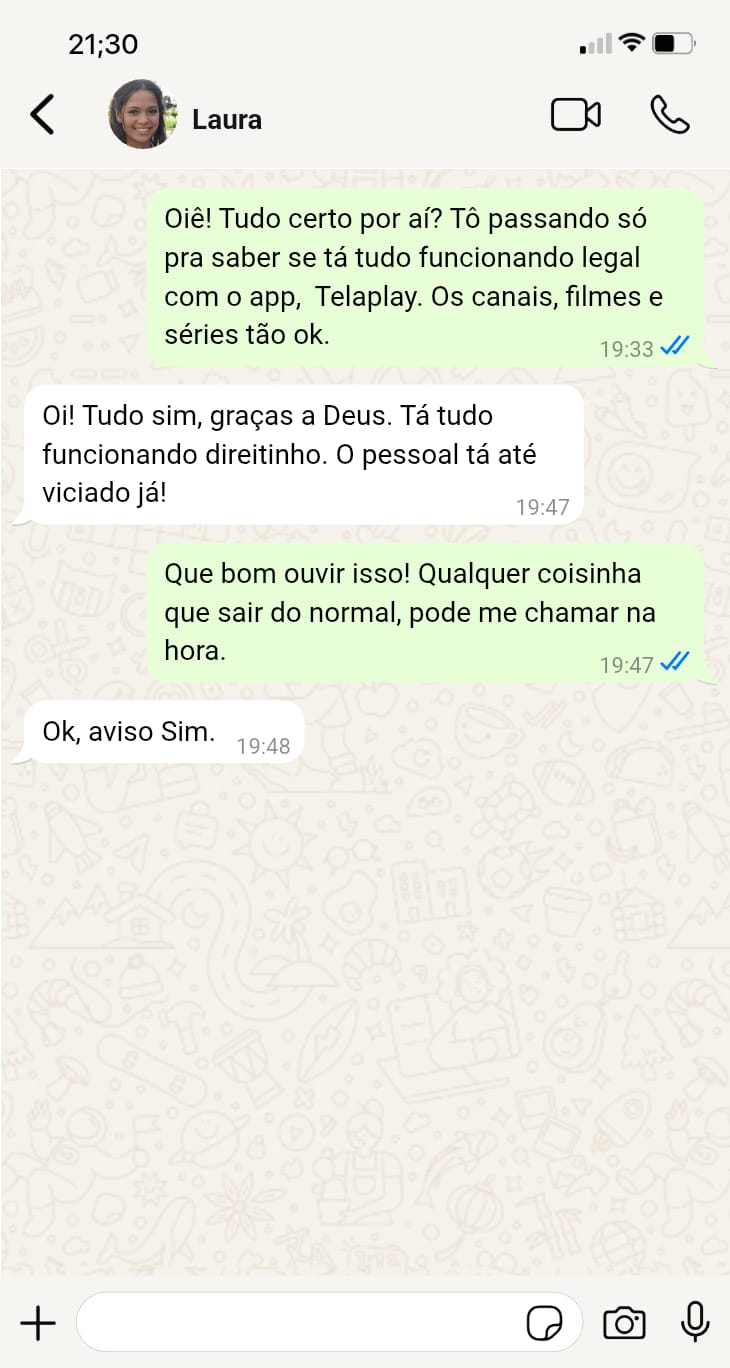 21;30
Laura
Oiê! Tudo certo por aí? Tô passando só
pra saber se tá tudo funcionando legal
com o app,  Telaplay. Os canais, filmes e
séries tão ok.
19:33
Oi! Tudo sim, graças a Deus. Tá tudo
funcionando direitinho. O pessoal tá até
viciado já!
19:47
Que bom ouvir isso! Qualquer coisinha
que sair do normal, pode me chamar na
hora.
19:47
Ok, aviso Sim.
19:48